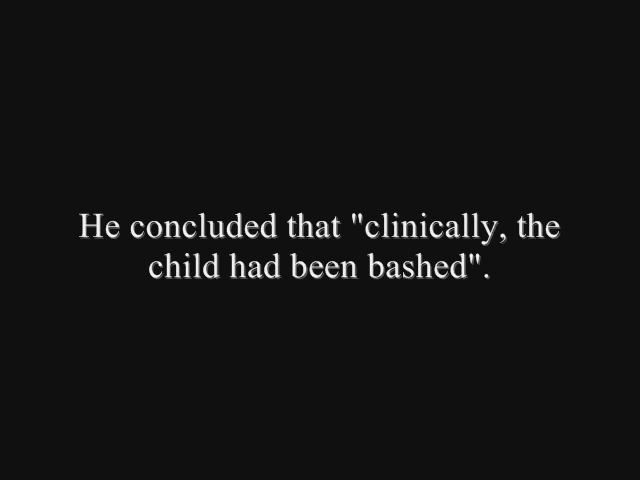 He concluded that "clinically, the
child had been bashed".